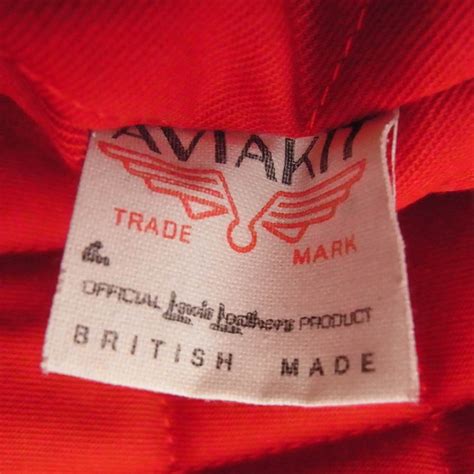 AVIAKIT
TRADE MARK
OFFICIAL Lewis Leathers PRODUCT
BRITISH MADE